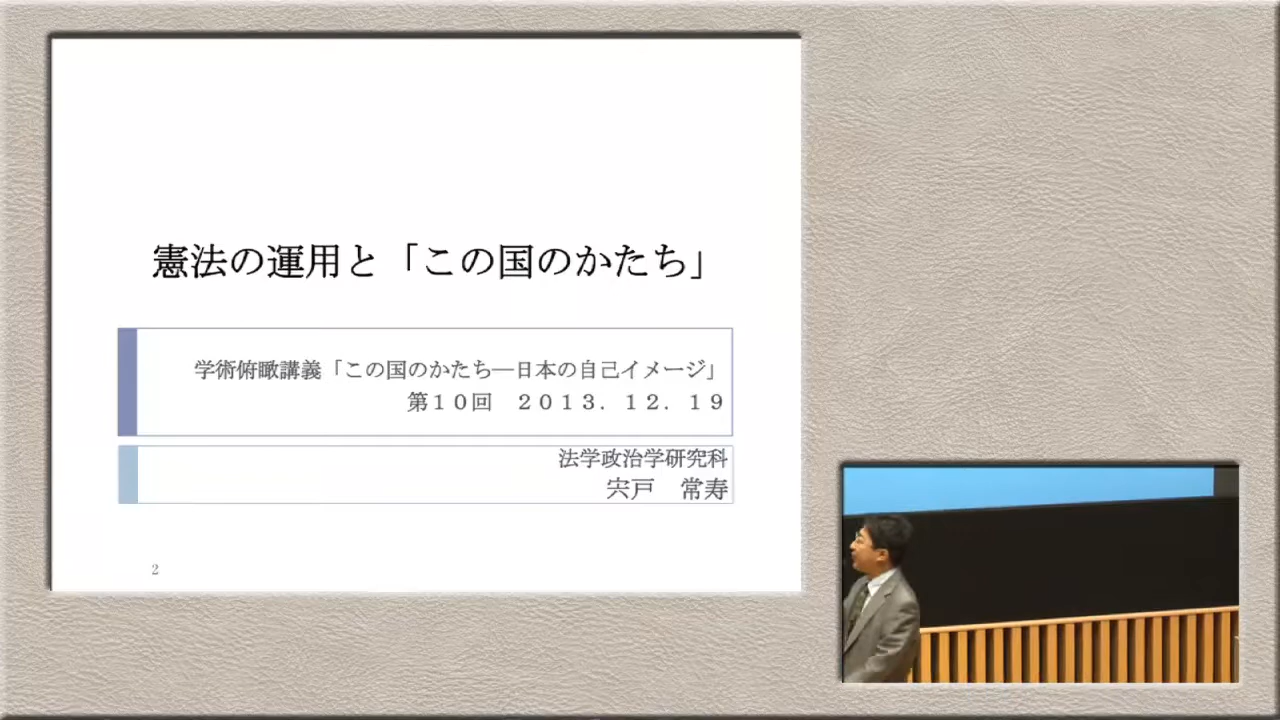 憲法の運用と「この国のかたち」
学術俯瞰講義「この国のかたち―日本の自己イメージ」
第１０回　２０１３．１２．１９
法学政治学研究科
宍戸　常寿
2